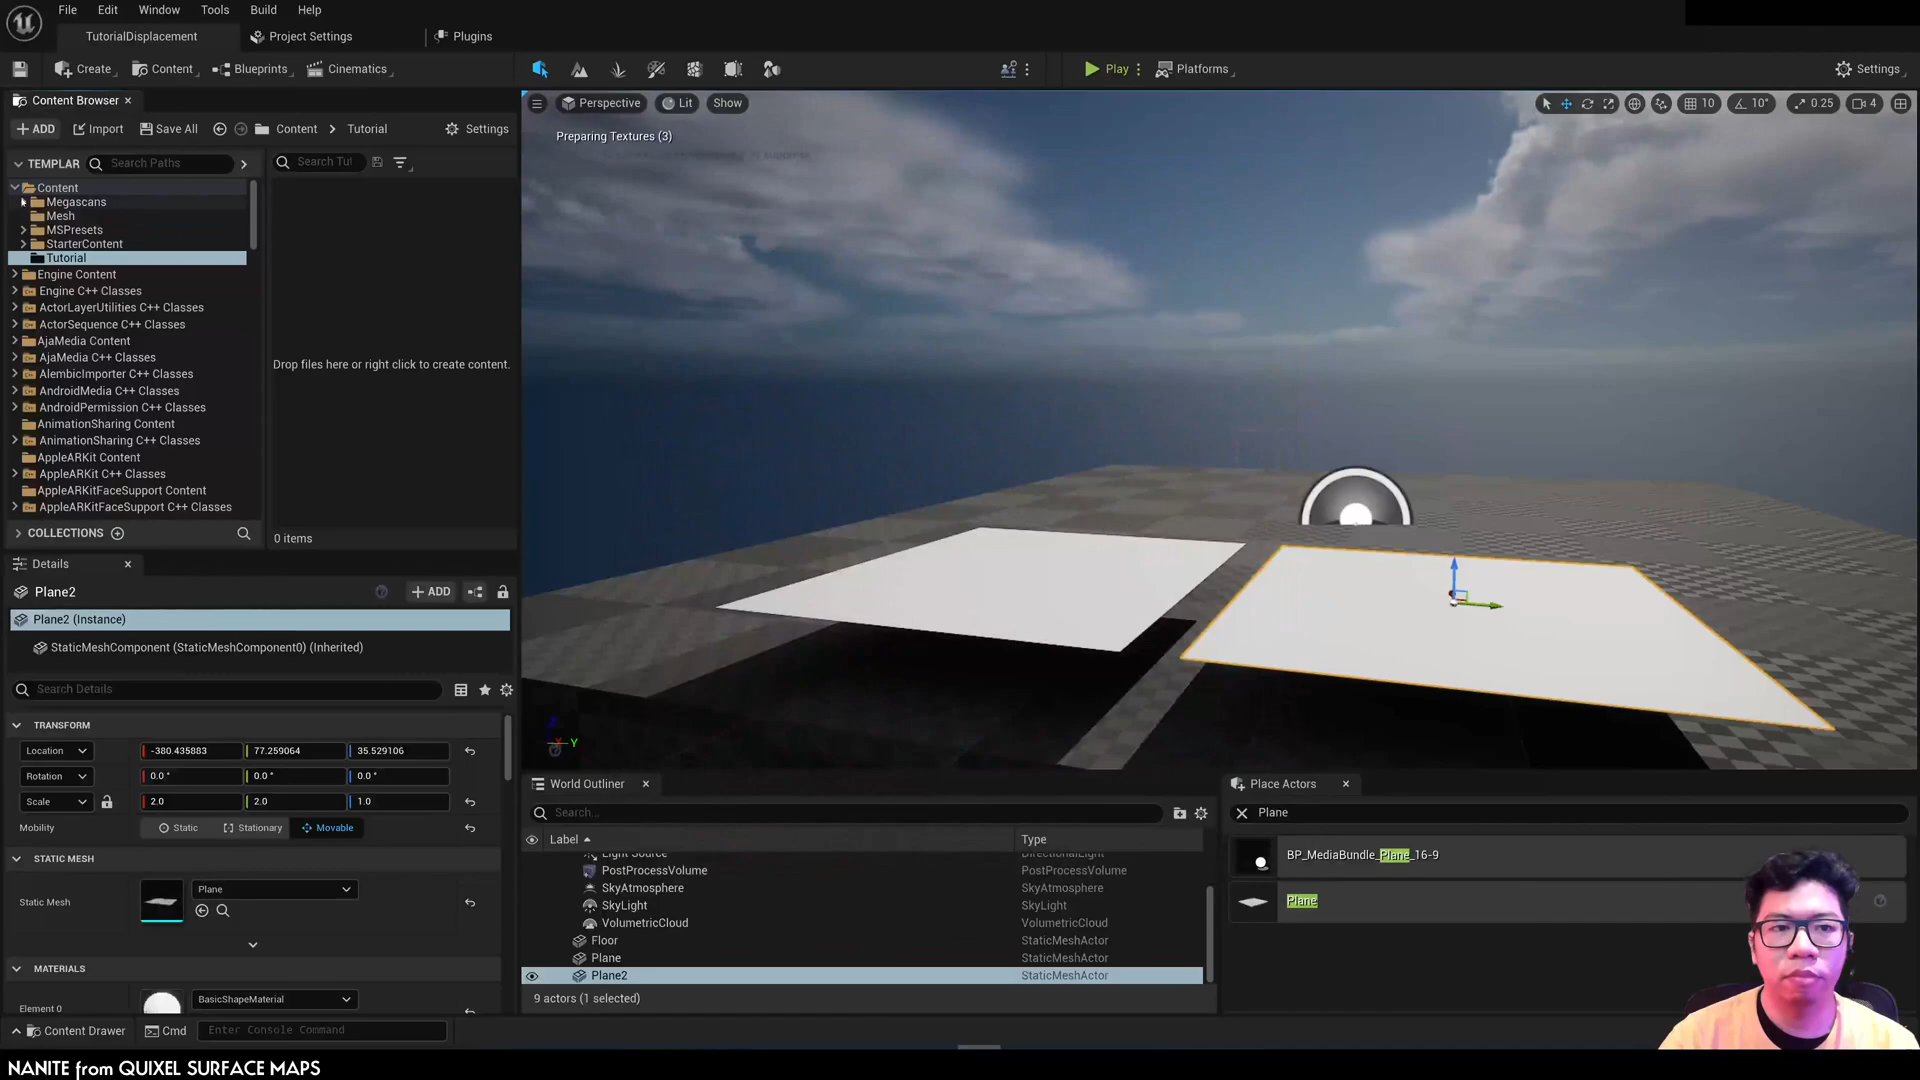 File Edit Window Tools Build Help
TutorialDisplacement Project Settings Plugins
Create Content Blueprints Cinematics Play Platforms Settings
Content Browser
ADD Import Save All Content Tutorial Settings
TEMPLAR Search Paths Search Tut
Content
Megascans
Mesh
MSPresets
StarterContent
Tutorial
Engine Content
Engine C++ Classes
ActorLayerUtilities C++ Classes
ActorSequence C++ Classes
AjaMedia Content
AjaMedia C++ Classes
AlembicImporter C++ Classes
AndroidMedia C++ Classes
AndroidPermission C++ Classes
AnimationSharing Content
AnimationSharing C++ Classes
AppleARKit Content
AppleARKit C++ Classes
AppleARKitFaceSupport Content
AppleARKitFaceSupport C++ Classes
COLLECTIONS
Drop files here or right click to create content.
0 items
Perspective Lit Show 10 10° 0.25 4
Preparing Textures (3)
Z
Y
Details
Plane2 ADD
Plane2 (Instance)
StaticMeshComponent (StaticMeshComponent0) (Inherited)
Search Details
TRANSFORM
Location -380.435883 77.259064 35.529106
Rotation 0.0 ° 0.0 ° 0.0 °
Scale 2.0 2.0 1.0
Mobility Static Stationary Movable
STATIC MESH
Static Mesh Plane
MATERIALS
Element 0 BasicShapeMaterial
World Outliner
Search...
Label Type
Light Source DirectionalLight
PostProcessVolume PostProcessVolume
SkyAtmosphere SkyAtmosphere
SkyLight SkyLight
VolumetricCloud VolumetricCloud
Floor StaticMeshActor
Plane StaticMeshActor
Plane2 StaticMeshActor
9 actors (1 selected)
Place Actors
Plane
BP_MediaBundle_Plane_16-9
Plane
Content Drawer Cmd Enter Console Command
NANITE from QUIXEL SURFACE MAPS